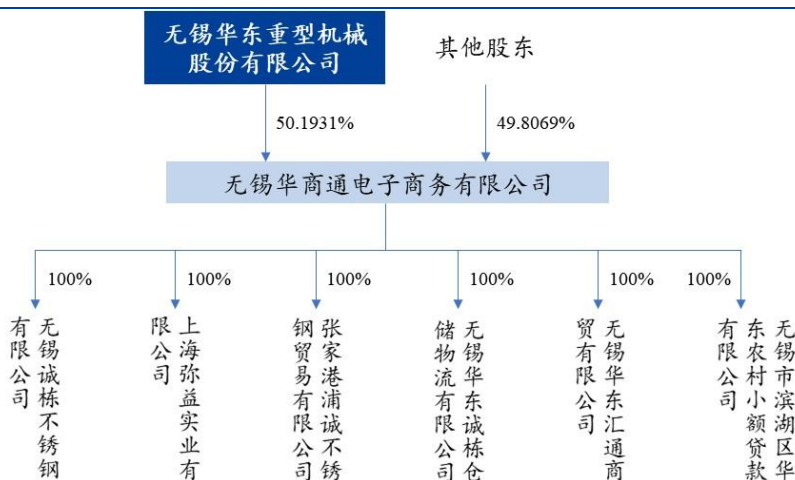 无锡华东重型机械
股份有限公司
其他股东
50.1931%
49.8069%
无锡华商通电子商务有限公司
100%
100%
100%
100%
100%
100%
无锡诚栋不锈钢
有限公司
上海弥益实业有
限公司
张家港浦诚不锈
钢贸易有限公司
无锡华东诚栋仓
储物流有限公司
无锡华东汇通商
贸有限公司
无锡市滨湖区华
东农村小额贷款
有限公司